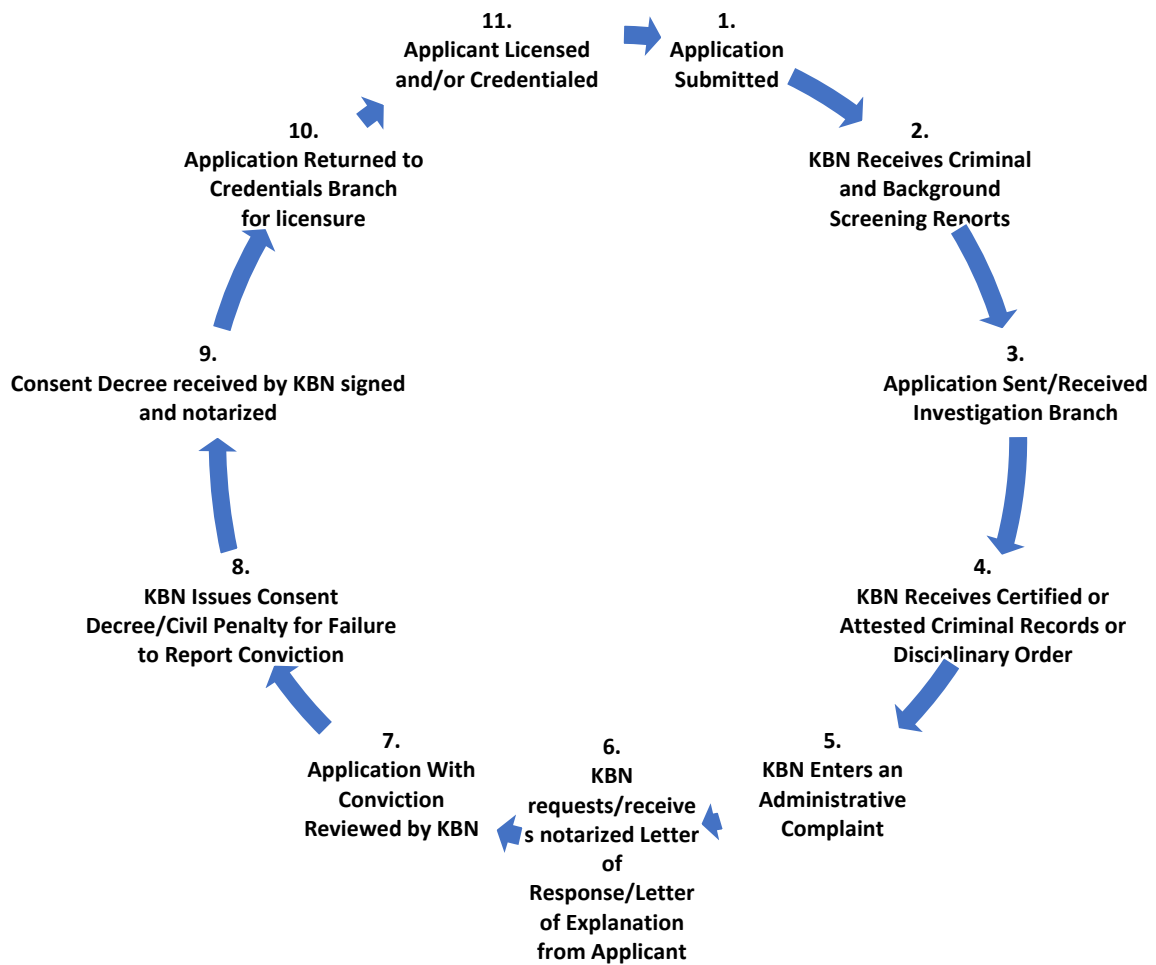 1.
Application
Submitted
2.
KBN Receives Criminal
and Background
Screening Reports
3.
Application Sent/Received
Investigation Branch
4.
KBN Receives Certified or
Attested Criminal Records or
Disciplinary Order
5.
KBN Enters an
Administrative
Complaint
6.
KBN
requests/receive
s notarized Letter
of
Response/Letter
of Explanation
from Applicant
7.
Application With
Conviction
Reviewed by KBN
8.
KBN Issues Consent
Decree/Civil Penalty for Failure
to Report Conviction
9.
Consent Decree received by KBN signed
and notarized
10.
Application Returned to
Credentials Branch
for licensure
11.
Applicant Licensed
and/or Credentialed